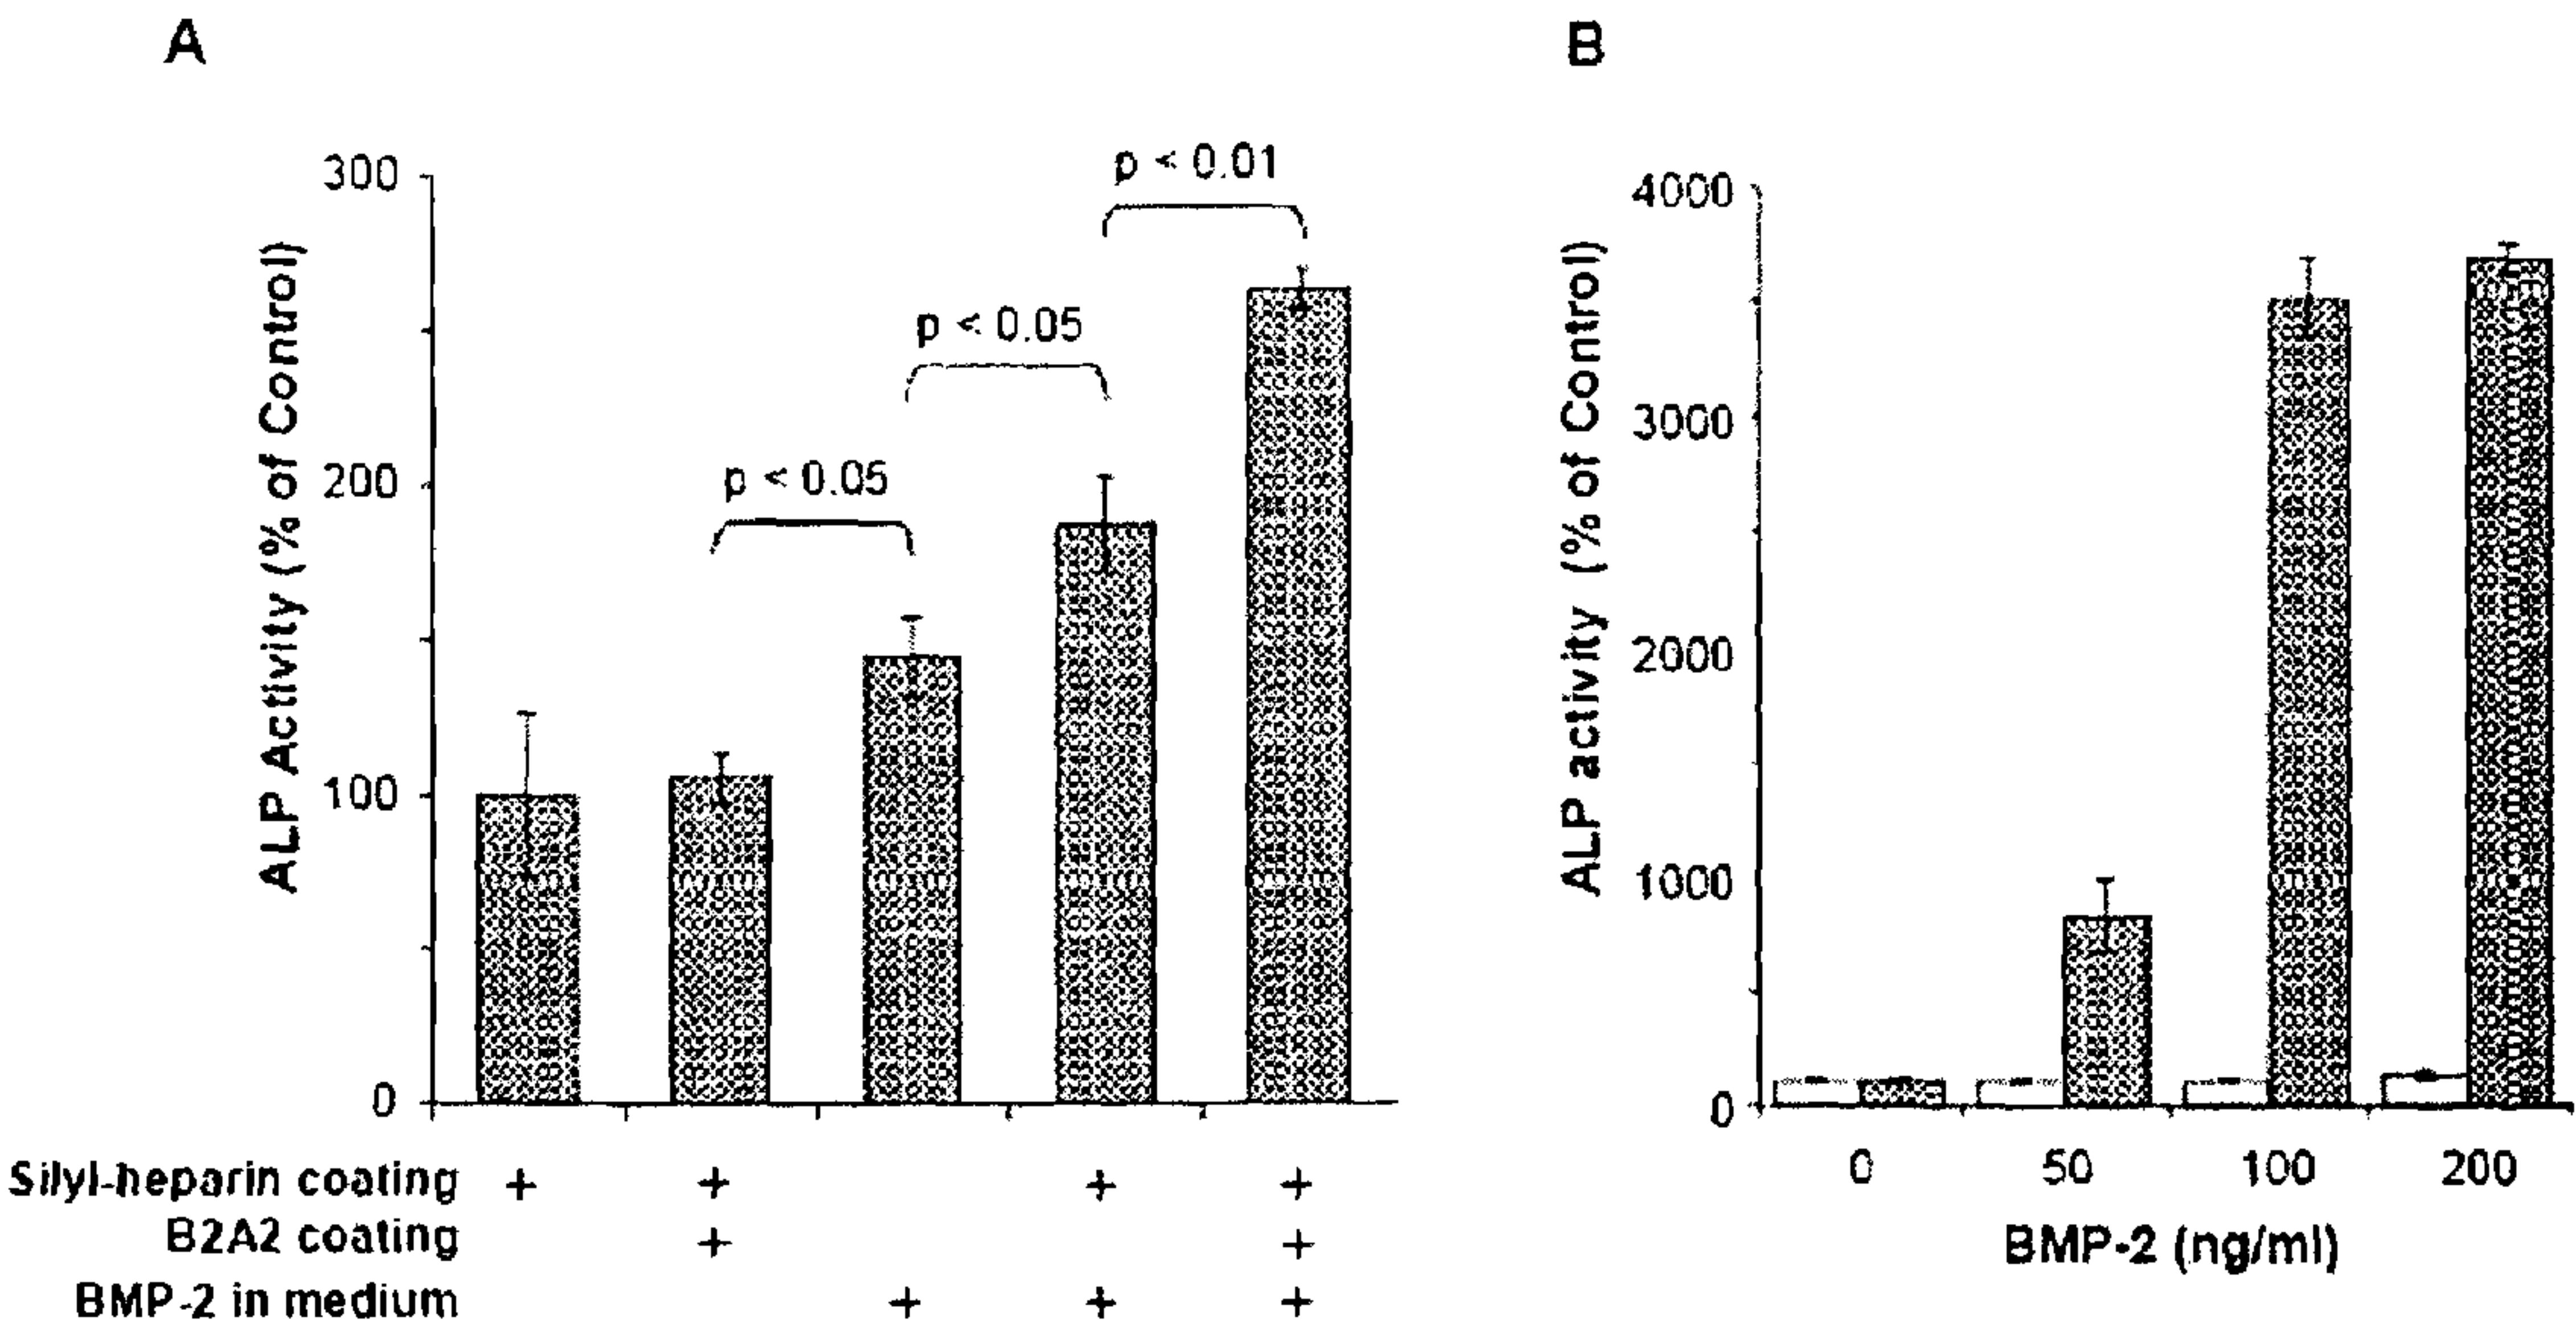 A
B
300
200
100
0
ALP Activity (% of Control)
p < 0.05
p < 0.05
p < 0.01
Silyl-heparin coating + + + +
B2A2 coating + +
BMP-2 in medium + + +
4000
3000
2000
1000
0
ALP activity (% of Control)
0 50 100 200
BMP-2 (ng/ml)